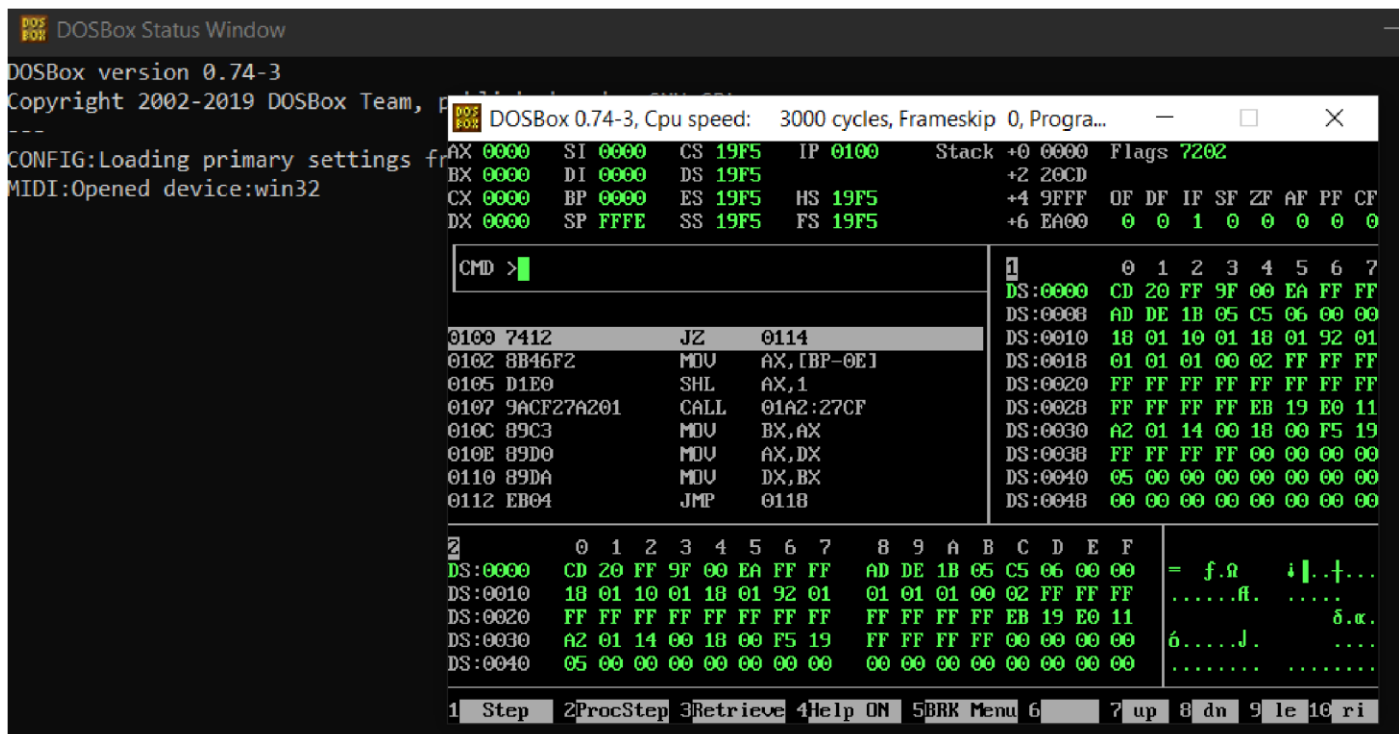 DOSBox Status Window
DOSBox version 0.74-3
Copyright 2002-2019 DOSBox Team,
---
CONFIG:Loading primary settings
MIDI:Opened device:win32
DOSBox 0.74-3, Cpu speed: 3000 cycles, Frameskip 0, Progra...
AX 0000 SI 0000 CS 19F5 IP 0100 Stack +0 0000 Flags 7202
BX 0000 DI 0000 DS 19F5 +2 20CD
CX 0000 BP 0000 ES 19F5 HS 19F5 +4 9FFF OF DF IF SF ZF AF PF CF
DX 0000 SP FFFE SS 19F5 FS 19F5 +6 EA00 0 0 1 0 0 0 0 0
CMD >
0100 7412 JZ 0114
0102 8B46F2 MOV AX,[BP-0E]
0105 D1E0 SHL AX,1
0107 9ACF27A201 CALL 01A2:27CF
010C 89C3 MOV BX,AX
010E 89D0 MOV AX,DX
0110 89DA MOV DX,BX
0112 EB04 JMP 0118
1 0 1 2 3 4 5 6 7
DS:0000 CD 20 FF 9F 00 EA FF FF
DS:0008 AD DE 1B 05 C5 06 00 00
DS:0010 18 01 10 01 18 01 92 01
DS:0018 01 01 01 00 02 FF FF FF
DS:0020 FF FF FF FF FF FF FF FF
DS:0028 FF FF FF FF EB 19 E0 11
DS:0030 A2 01 14 00 18 00 F5 19
DS:0038 FF FF FF FF 00 00 00 00
DS:0040 05 00 00 00 00 00 00 00
DS:0048 00 00 00 00 00 00 00 00
2 0 1 2 3 4 5 6 7 8 9 A B C D E F
DS:0000 CD 20 FF 9F 00 EA FF FF AD DE 1B 05 C5 06 00 00 = ƒ.Ω ¡▐..┼...
DS:0010 18 01 10 01 18 01 92 01 01 01 01 00 02 FF FF FF ......Æ. .....
DS:0020 FF FF FF FF FF FF FF FF FF FF FF FF EB 19 E0 11 δ.α.
DS:0030 A2 01 14 00 18 00 F5 19 FF FF FF FF 00 00 00 00 ó.....⌡. ....
DS:0040 05 00 00 00 00 00 00 00 00 00 00 00 00 00 00 00 ........ ........
1 Step 2ProcStep 3Retrieve 4Help ON 5BRK Menu 6 7 up 8 dn 9 le 10 ri